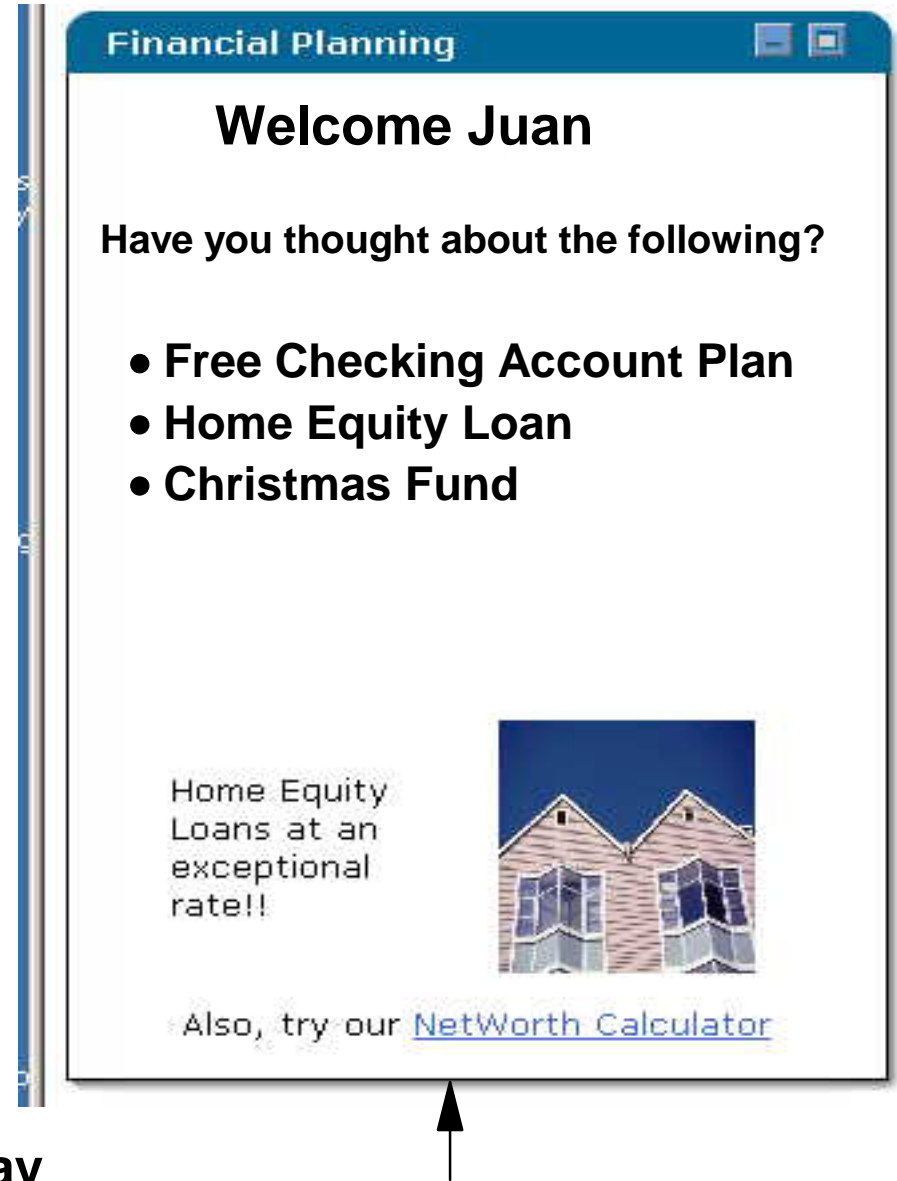 Financial Planning
Welcome Juan
Have you thought about the following?
• Free Checking Account Plan
• Home Equity Loan
• Christmas Fund
Home Equity
Loans at an
exceptional
rate!!
Also, try our NetWorth Calculator